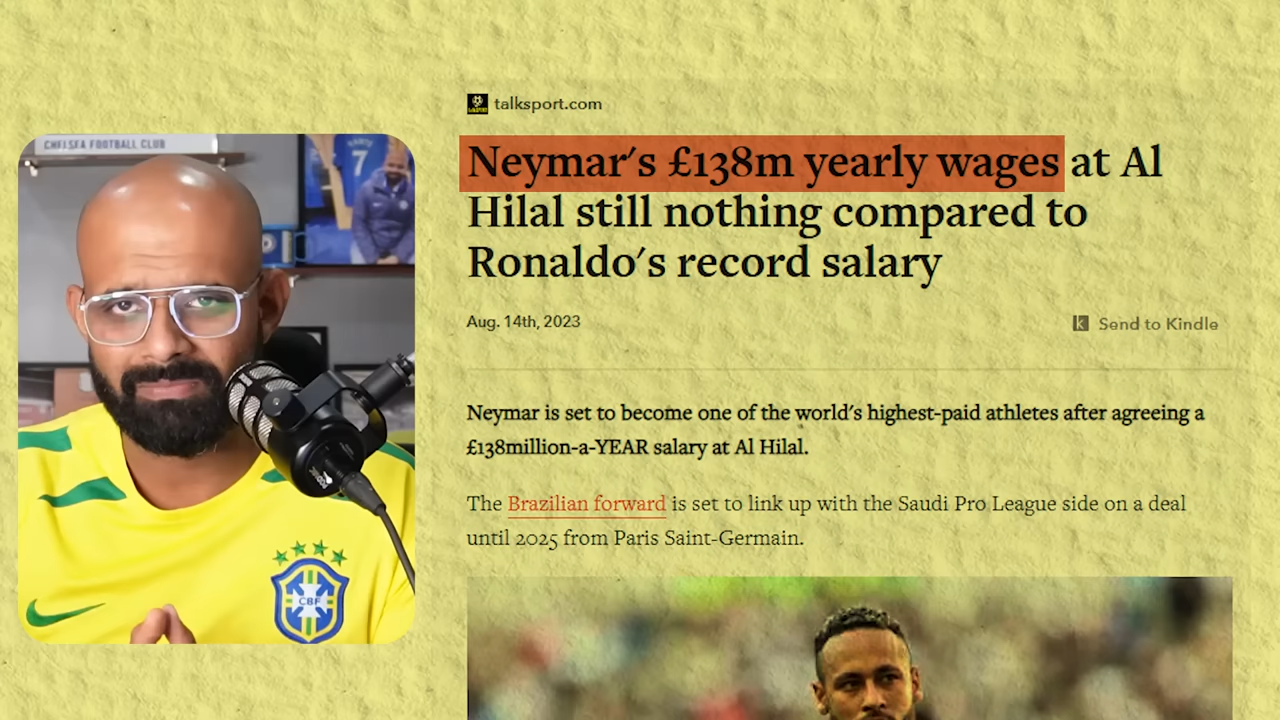 CHELSEA FOOTBALL CLUB
7
CBF
talksport.com
Neymar's £138m yearly wages at Al
Hilal still nothing compared to
Ronaldo's record salary
Aug. 14th, 2023
k Send to Kindle
Neymar is set to become one of the world's highest-paid athletes after agreeing a
£138million-a-YEAR salary at Al Hilal.
The Brazilian forward is set to link up with the Saudi Pro League side on a deal
until 2025 from Paris Saint-Germain.